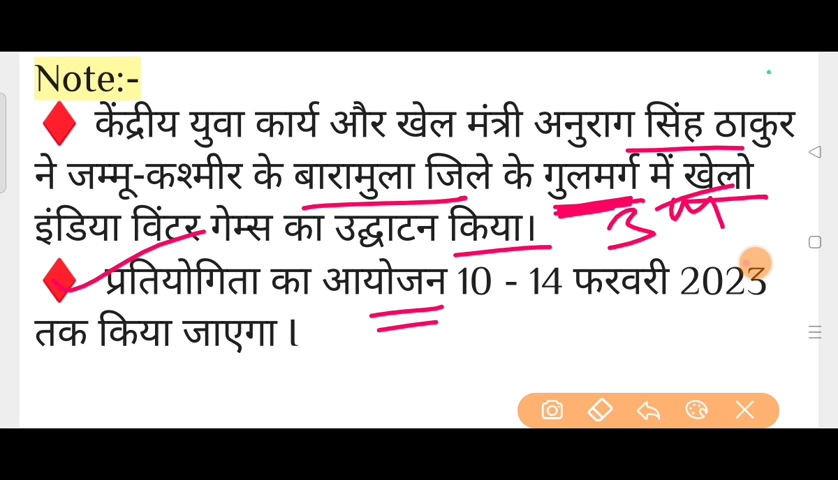 Note:-
केंद्रीय युवा कार्य और खेल मंत्री अनुराग सिंह ठाकुर
ने जम्मू-कश्मीर के बारामुला जिले के गुलमर्ग में खेलो
इंडिया विंटर गेम्स का उद्घाटन किया।
प्रतियोगिता का आयोजन 10 - 14 फरवरी 2023
तक किया जाएगा l